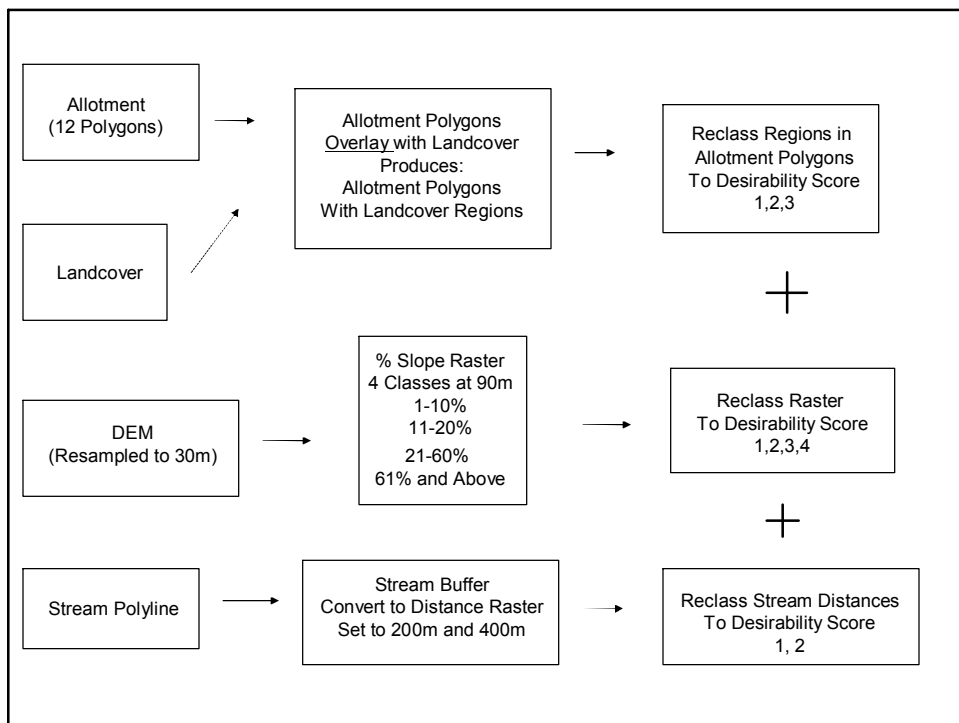 Allotment
(12 Polygons)
Landcover
Allotment Polygons
Overlay with Landcover
Produces:
Allotment Polygons
With Landcover Regions
Reclass Regions in
Allotment Polygons
To Desirability Score
1,2,3
+
DEM
(Resampled to 30m)
% Slope Raster
4 Classes at 90m
1-10%
11-20%
21-60%
61% and Above
Reclass Raster
To Desirability Score
1,2,3,4
+
Stream Polyline
Stream Buffer
Convert to Distance Raster
Set to 200m and 400m
Reclass Stream Distances
To Desirability Score
1, 2